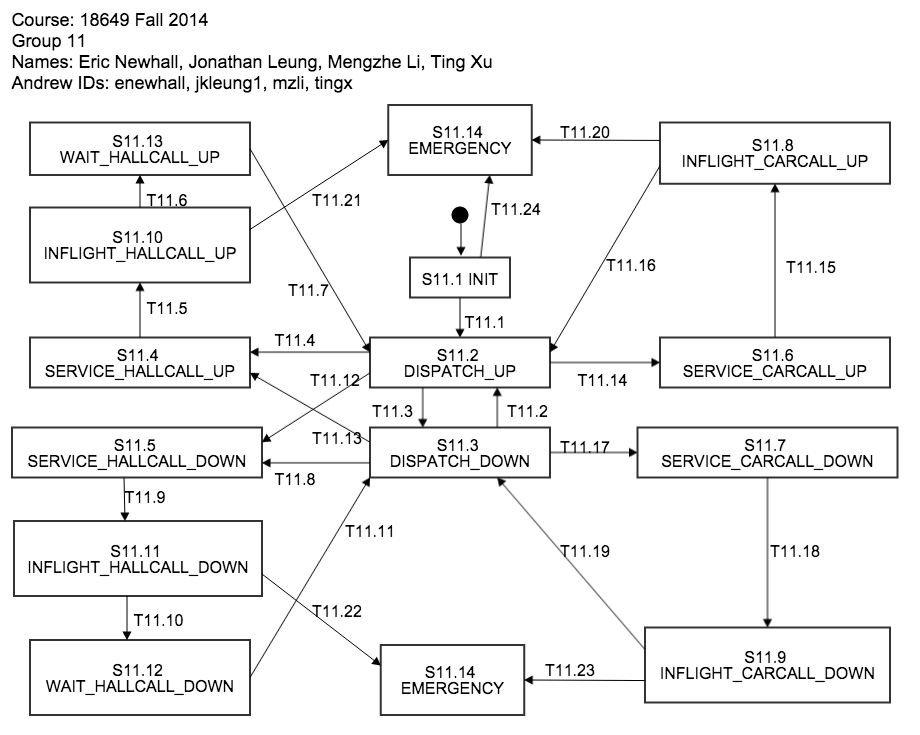 Course: 18649 Fall 2014
Group 11
Names: Eric Newhall, Jonathan Leung, Mengzhe Li, Ting Xu
Andrew IDs: enewhall, jkleung1, mzli, tingx
S11.14
EMERGENCY
S11.13
WAIT_HALLCALL_UP
T11.20
S11.8
INFLIGHT_CARCALL_UP
T11.6
T11.21
T11.24
S11.10
INFLIGHT_HALLCALL_UP
S11.1 INIT
T11.16
T11.15
T11.7
T11.5
T11.1
T11.4
S11.4
SERVICE_HALLCALL_UP
S11.2
DISPATCH_UP
S11.6
SERVICE_CARCALL_UP
T11.12
T11.14
T11.3
T11.2
T11.13
S11.5
SERVICE_HALLCALL_DOWN
S11.3
DISPATCH_DOWN
T11.17
S11.7
SERVICE_CARCALL_DOWN
T11.8
T11.9
T11.11
S11.11
INFLIGHT_HALLCALL_DOWN
T11.19
T11.18
T11.22
T11.10
S11.12
WAIT_HALLCALL_DOWN
S11.14
EMERGENCY
T11.23
S11.9
INFLIGHT_CARCALL_DOWN